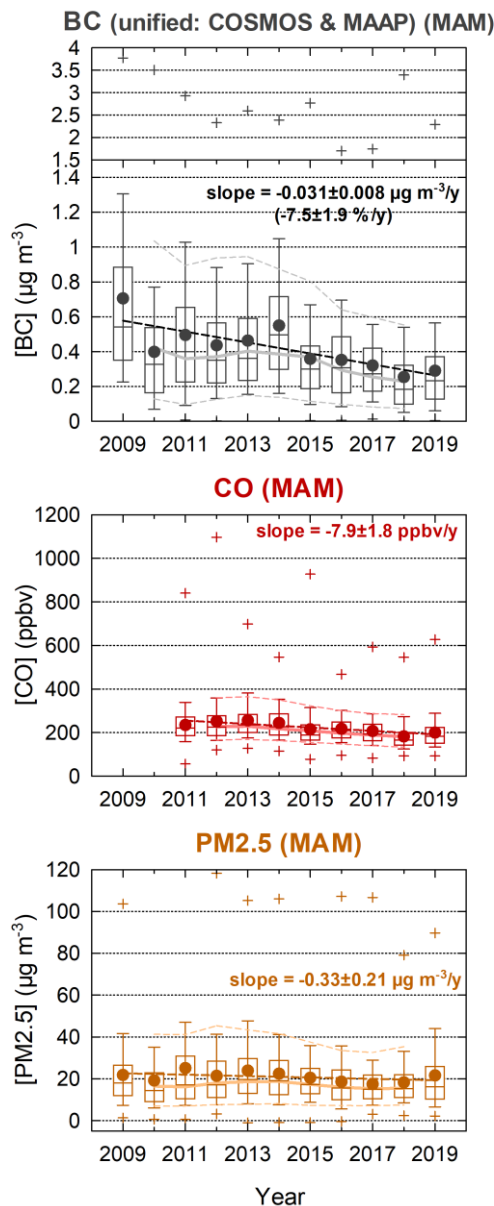 BC (unified: COSMOS & MAAP) (MAM)
4
3.5
3
2.5
2
1.5
1.4
1.2
1
0.8
0.6
0.4
0.2
0
[BC] (µg m⁻³)
slope = -0.031±0.008 µg m⁻³/y
(-7.5±1.9 %/y)
2009 2011 2013 2015 2017 2019
CO (MAM)
1200
1000
800
600
400
200
0
[CO] (ppbv)
slope = -7.9±1.8 ppbv/y
2009 2011 2013 2015 2017 2019
PM2.5 (MAM)
120
100
80
60
40
20
0
[PM2.5] (µg m⁻³)
slope = -0.33±0.21 µg m⁻³/y
2009 2011 2013 2015 2017 2019
Year